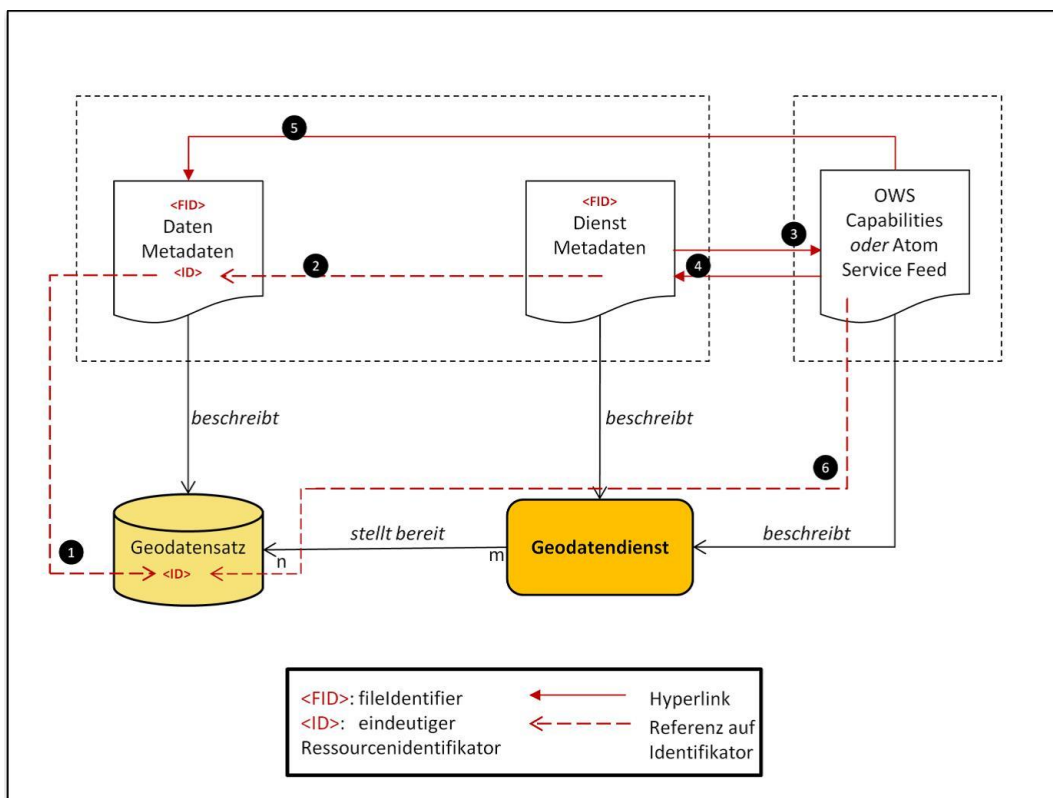 5
<FID>
Daten
Metadaten
<ID>
<FID>
Dienst
Metadaten
OWS
Capabilities
oder Atom
Service Feed
2
3
4
beschreibt
beschreibt
6
1
Geodatensatz
<ID>
n
stellt bereit
m
Geodatendienst
beschreibt
<FID>: fileIdentifier
<ID>: eindeutiger
Ressourcenidentifikator
Hyperlink
Referenz auf
Identifikator